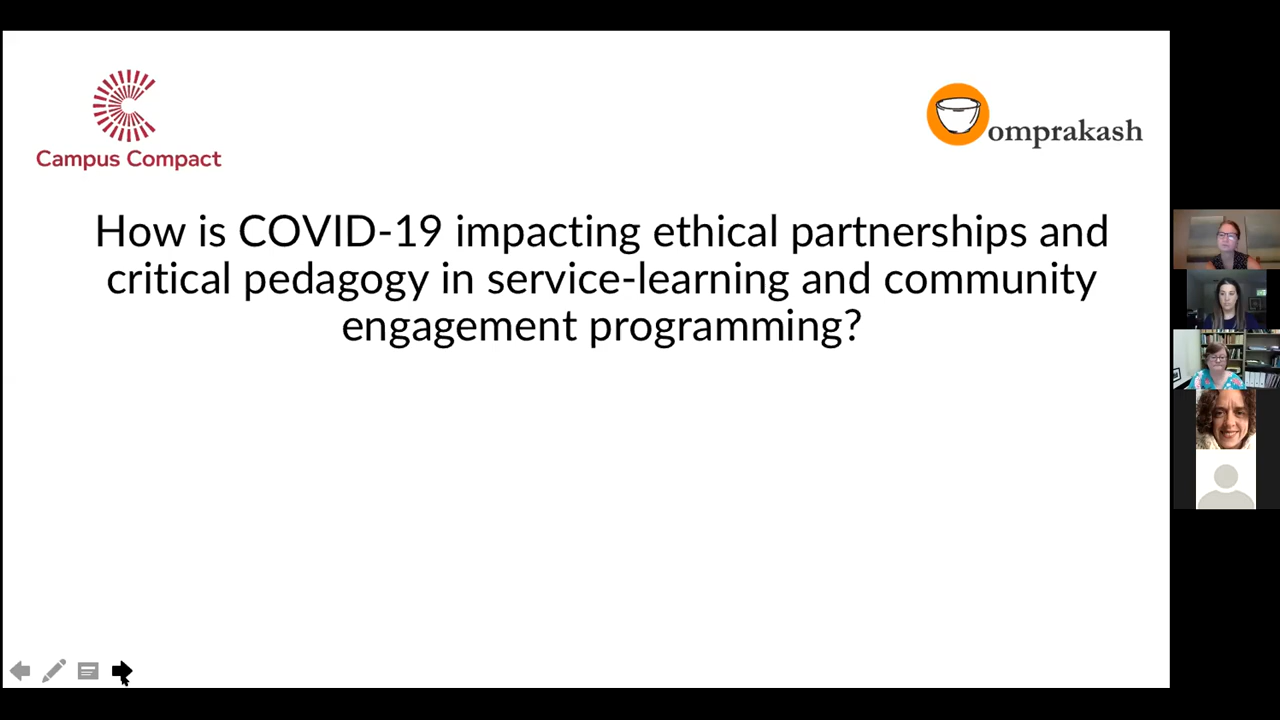 Campus Compact
omprakash
How is COVID-19 impacting ethical partnerships and
critical pedagogy in service-learning and community
engagement programming?